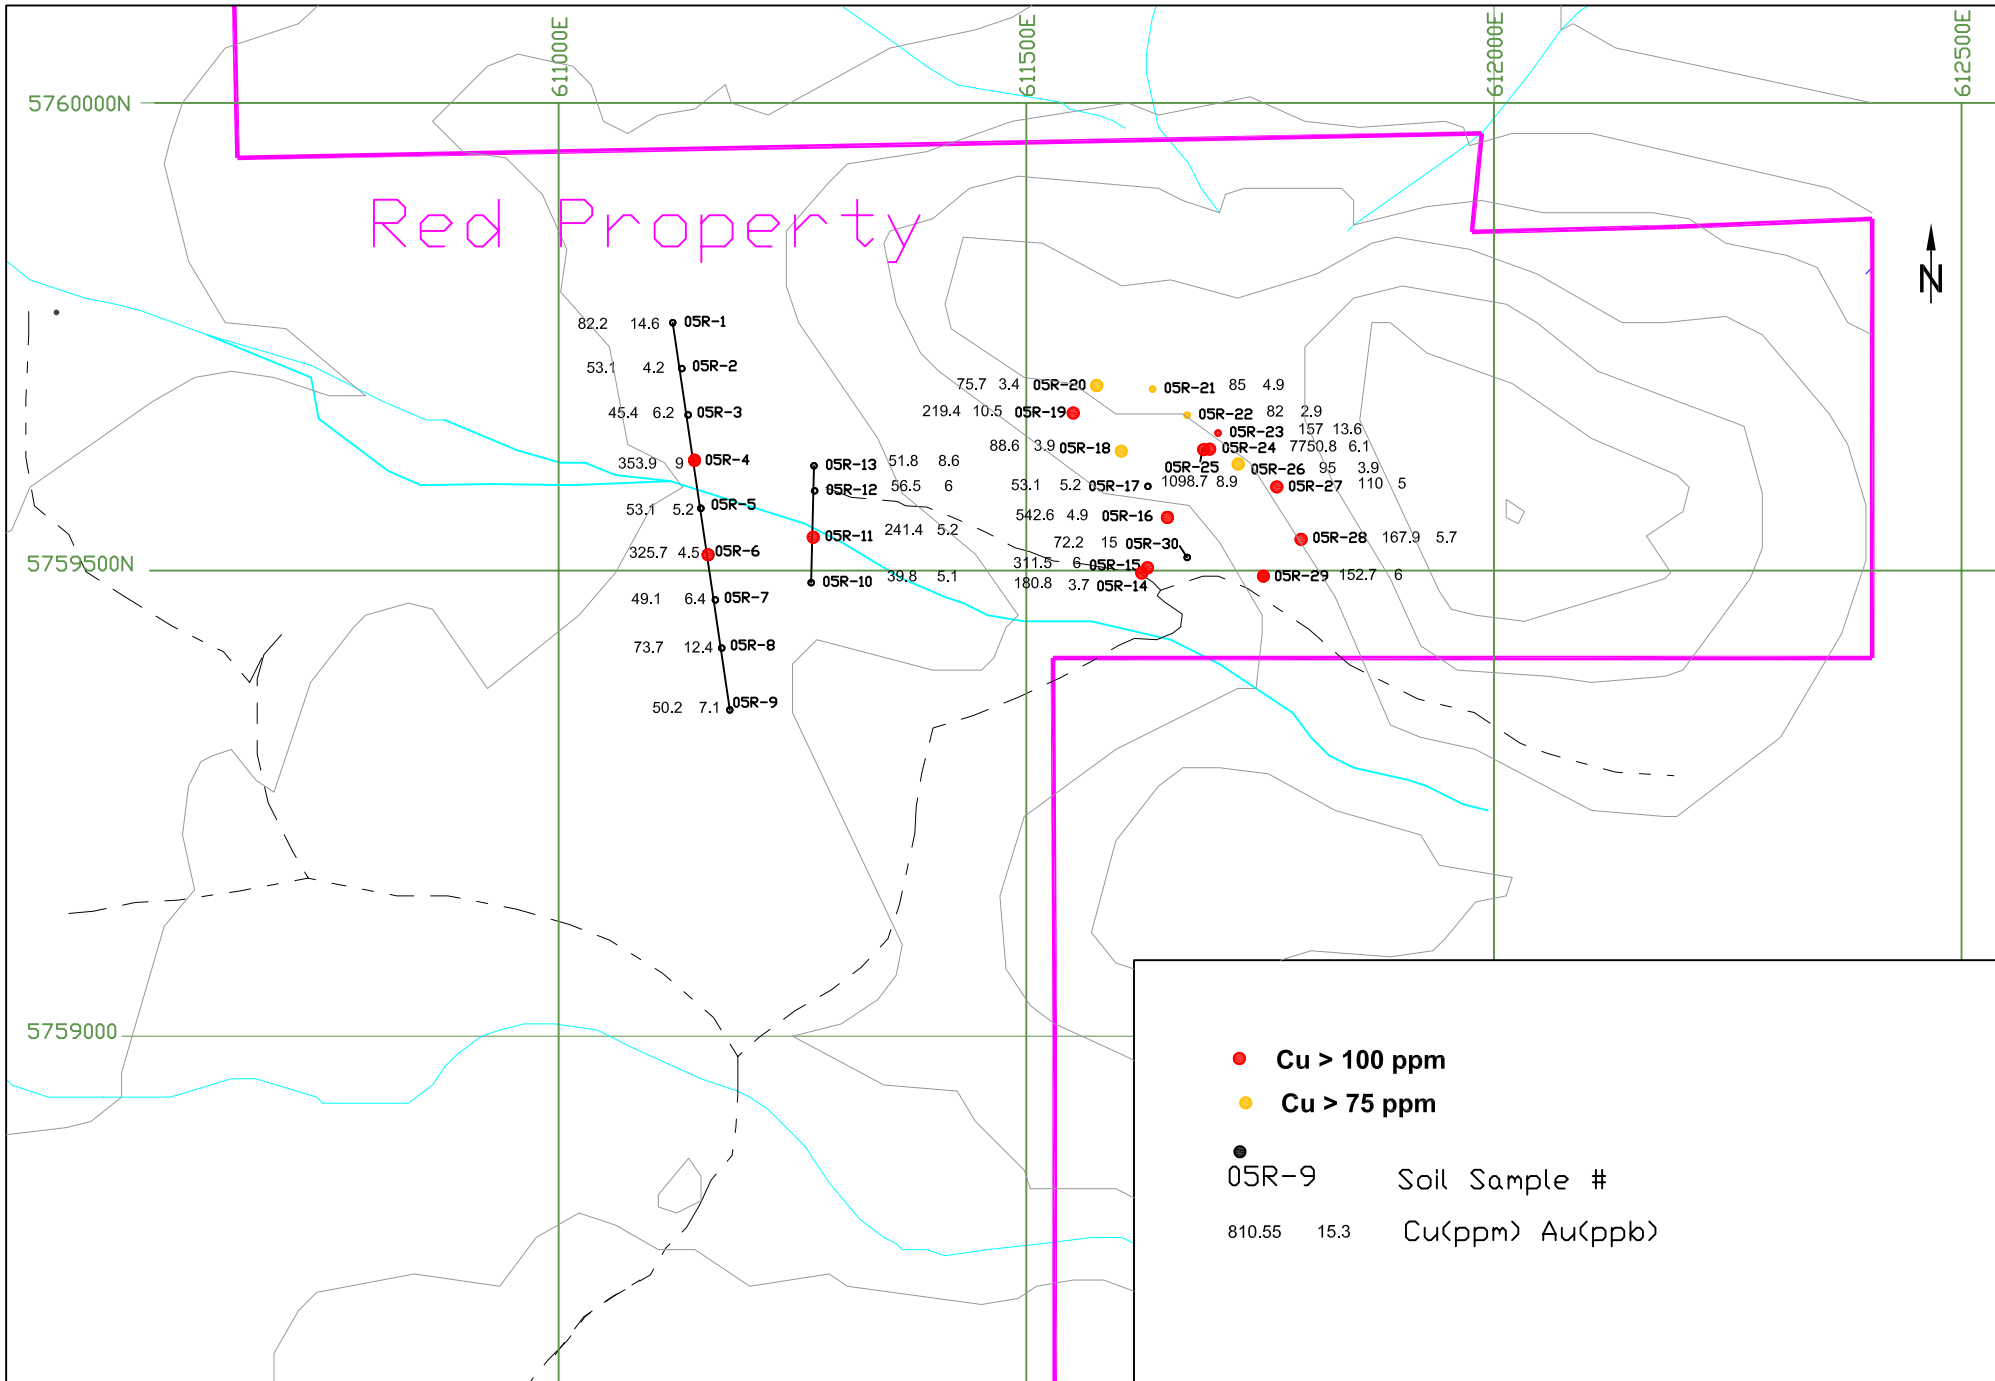 611000E
611500E
612000E
612500E
5760000N
Red Property
N
82.2 14.6 05R-1
53.1 4.2 05R-2
45.4 6.2 05R-3
353.9 9 05R-4
53.1 5.2 05R-5
325.7 4.5 05R-6
49.1 6.4 05R-7
73.7 12.4 05R-8
50.2 7.1 05R-9
05R-13 51.8 8.6
05R-12 56.5 6
05R-11 241.4 5.2
05R-10 39.8 5.1
75.7 3.4 05R-20
219.4 10.5 05R-19
88.6 3.9 05R-18
53.1 5.2 05R-17
542.6 4.9 05R-16
72.2 15 05R-30
311.5 6 05R-15
180.8 3.7 05R-14
05R-21 85 4.9
05R-22 82 2.9
05R-23 157 13.6
05R-24 7750.8 6.1
05R-25
1098.7 8.9
05R-26 95 3.9
05R-27 110 5
05R-28 167.9 5.7
05R-29 152.7 6
5759500N
5759000
Cu > 100 ppm
Cu > 75 ppm
05R-9 Soil Sample #
810.55 15.3 Cu(ppm) Au(ppb)